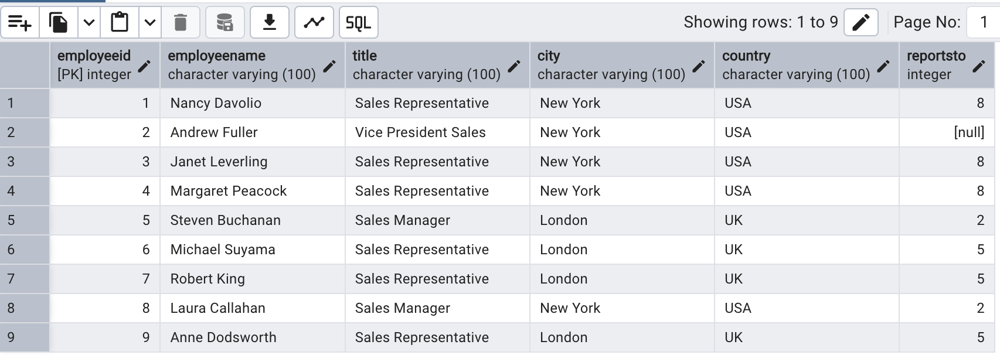 SQL Showing rows: 1 to 9 Page No: 1
employeeid employeename title city country reportsto
[PK] integer character varying (100) character varying (100) character varying (100) character varying (100) integer
1 1 Nancy Davolio Sales Representative New York USA 8
2 2 Andrew Fuller Vice President Sales New York USA [null]
3 3 Janet Leverling Sales Representative New York USA 8
4 4 Margaret Peacock Sales Representative New York USA 8
5 5 Steven Buchanan Sales Manager London UK 2
6 6 Michael Suyama Sales Representative London UK 5
7 7 Robert King Sales Representative London UK 5
8 8 Laura Callahan Sales Manager New York USA 2
9 9 Anne Dodsworth Sales Representative London UK 5